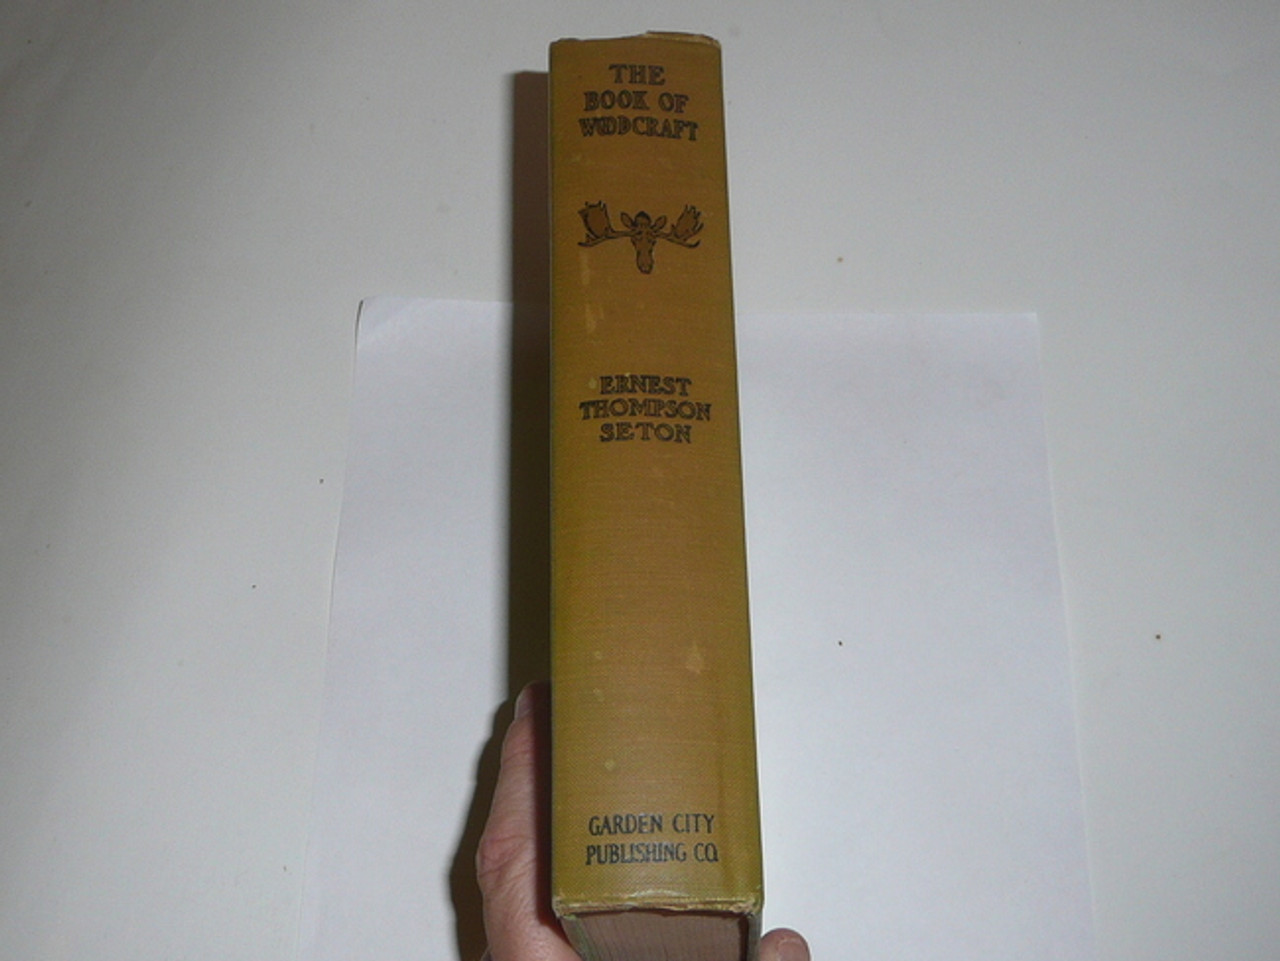 THE
BOOK OF
WOODCRAFT
ERNEST
THOMPSON
SETON
GARDEN CITY
PUBLISHING CO.